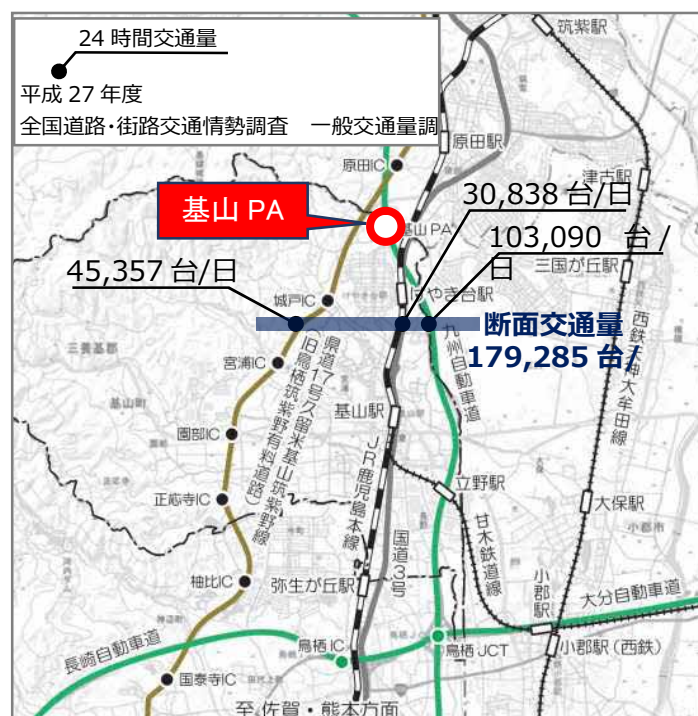 24 時間交通量
平成 27 年度
全国道路・街路交通情勢調査 一般交通量調
筑紫駅
原田駅
原田IC
津古駅
基山 PA
基山PA
30,838 台/日
103,090 台/
日
三国が丘駅
45,357 台/日
けやき台駅
城戸IC
断面交通量
179,285 台/
宮浦IC
三養基郡
基山町
県道17号久留米基山筑紫野線
(旧鳥栖筑紫野有料道路)
九州自動車道
西鉄天神大牟田線
基山駅
園部IC
JR鹿児島本線
立野駅
正応寺IC
大保駅
小郡市
甘木鉄道線
国道3号
柚比IC
弥生が丘駅
小郡駅
大分自動車道
長崎自動車道
鳥栖IC
鳥栖JCT
小郡駅(西鉄)
国泰寺IC
至 佐賀・熊本方面